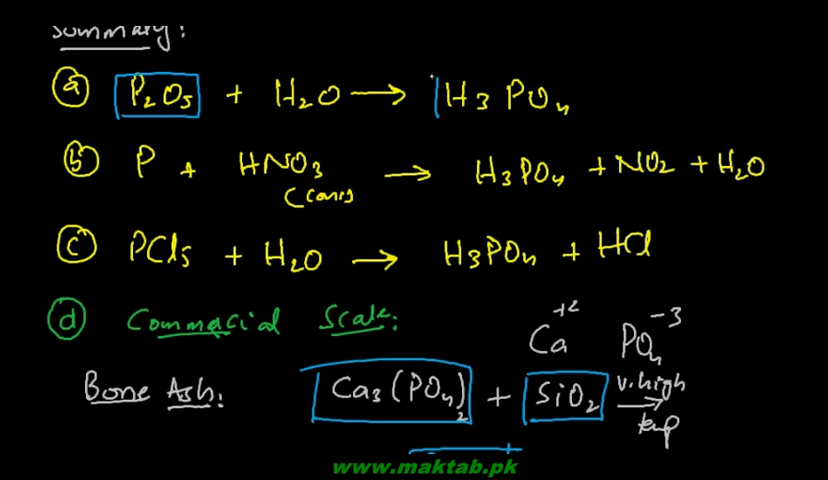 Summary:
(a) P2O5 + H2O → H3PO4
(b) P + HNO3 → H3PO4 + NO2 + H2O
(conc)
(c) PCl5 + H2O → H3PO4 + HCl
(d) Commercial Scale:
Ca+2 PO4-3
Bone Ash: Ca3(PO4)2 + SiO2 v.high temp →
www.maktab.pk